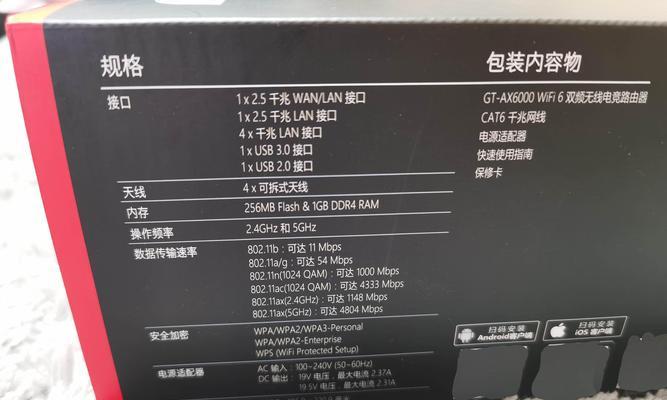 规格
接口
1 x 2.5 千兆 WAN/LAN 接口
1 x 2.5 千兆 LAN 接口
4 x 千兆 LAN 接口
1 x USB 3.0 接口
1 x USB 2.0 接口
天线
4 x 可拆式天线
内存
256MB Flash & 1GB DDR4 RAM
操作频率
2.4GHz 和 5GHz
数据传输速率
802.11b : 可达 11 Mbps
802.11a/g : 可达 54 Mbps
802.11n(1024 QAM) : 可达 1000 Mbps
802.11ac(1024 QAM) : 可达 4333 Mbps
802.11ax(2.4GHz) : 可达 1148 Mbps
802.11ax(5GHz) : 可达 4804 Mbps
安全加密
WPA/WPA2/WPA3-Personal
WPA/WPA2-Enterprise
WPS (WiFi Protected Setup)
电源适配器
AC 输入 : 100~240V (50~60Hz)
DC 输出 : 19V 电压 , 最大电流 2.37A
19.5V 电压 , 最大电流 2.31A
包装内容物
GT-AX6000 WiFi 6 双频无线电竞路由器
CAT6 千兆网线
电源适配器
快速使用指南
保修卡
扫码安装
Android客户端
扫码安装
iOS 客户端